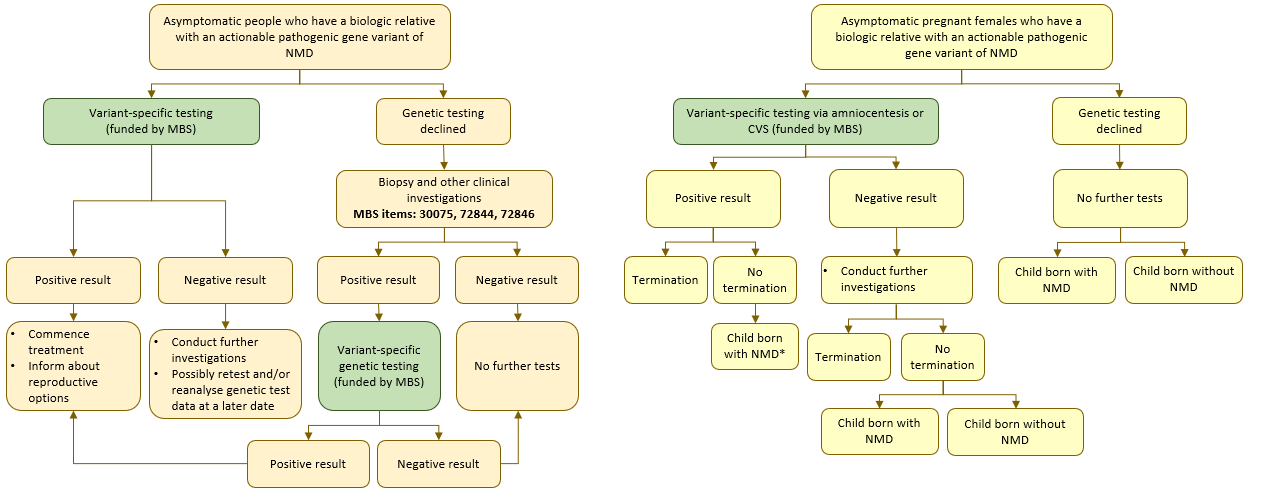 Asymptomatic people who have a biologic relative
with an actionable pathogenic gene variant of
NMD
Variant-specific testing
(funded by MBS)
Genetic testing
declined
Biopsy and other clinical
investigations
MBS items: 30075, 72844, 72846
Positive result
Negative result
Positive result
Negative result
• Commence
treatment
• Inform about
reproductive
options
• Conduct further
investigations
• Possibly retest and/or
reanalyse genetic test
data at a later date
Variant-specific
genetic testing
(funded by MBS)
No further tests
Positive result
Negative result
Asymptomatic pregnant females who have a
biologic relative with an actionable pathogenic
gene variant of NMD
Variant-specific testing via amniocentesis or
CVS (funded by MBS)
Genetic testing
declined
Positive result
Negative result
No further tests
Termination
No
termination
• Conduct further
investigations
Child born with
NMD
Child born without
NMD
Child born
with NMD*
Termination
No
termination
Child born with
NMD
Child born without
NMD